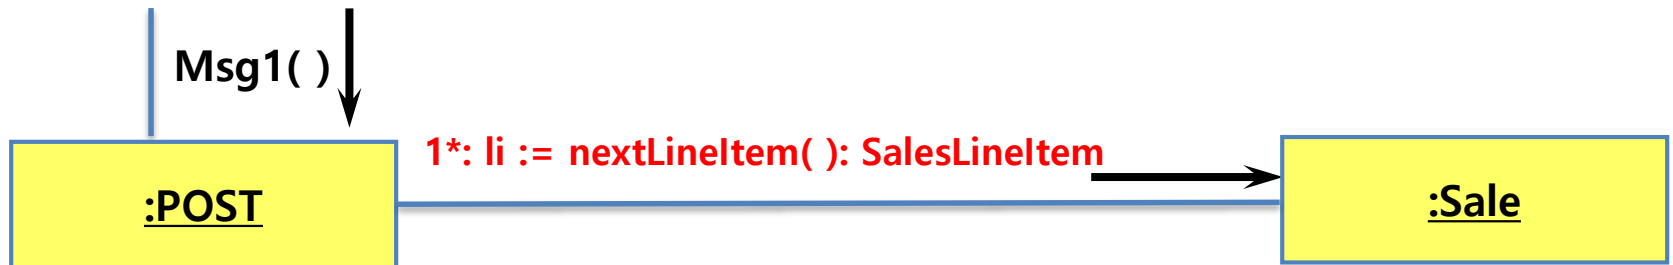 Msg1( )
1*: li := nextLineItem( ): SalesLineItem
:POST
:Sale